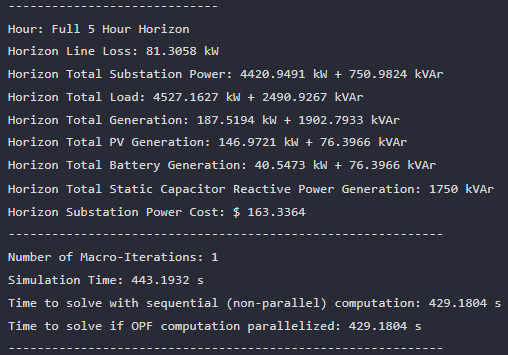 -----------------------------
Hour: Full 5 Hour Horizon
Horizon Line Loss: 81.3058 kW
Horizon Total Substation Power: 4420.9491 kW + 750.9824 kVAr
Horizon Total Load: 4527.1627 kW + 2490.9267 kVAr
Horizon Total Generation: 187.5194 kW + 1902.7933 kVAr
Horizon Total PV Generation: 146.9721 kW + 76.3966 kVAr
Horizon Total Battery Generation: 40.5473 kW + 76.3966 kVAr
Horizon Total Static Capacitor Reactive Power Generation: 1750 kVAr
Horizon Substation Power Cost: $ 163.3364
------------------------------------------------------------
Number of Macro-Iterations: 1
Simulation Time: 443.1932 s
Time to solve with sequential (non-parallel) computation: 429.1804 s
Time to solve if OPF computation parallelized: 429.1804 s
------------------------------------------------------------